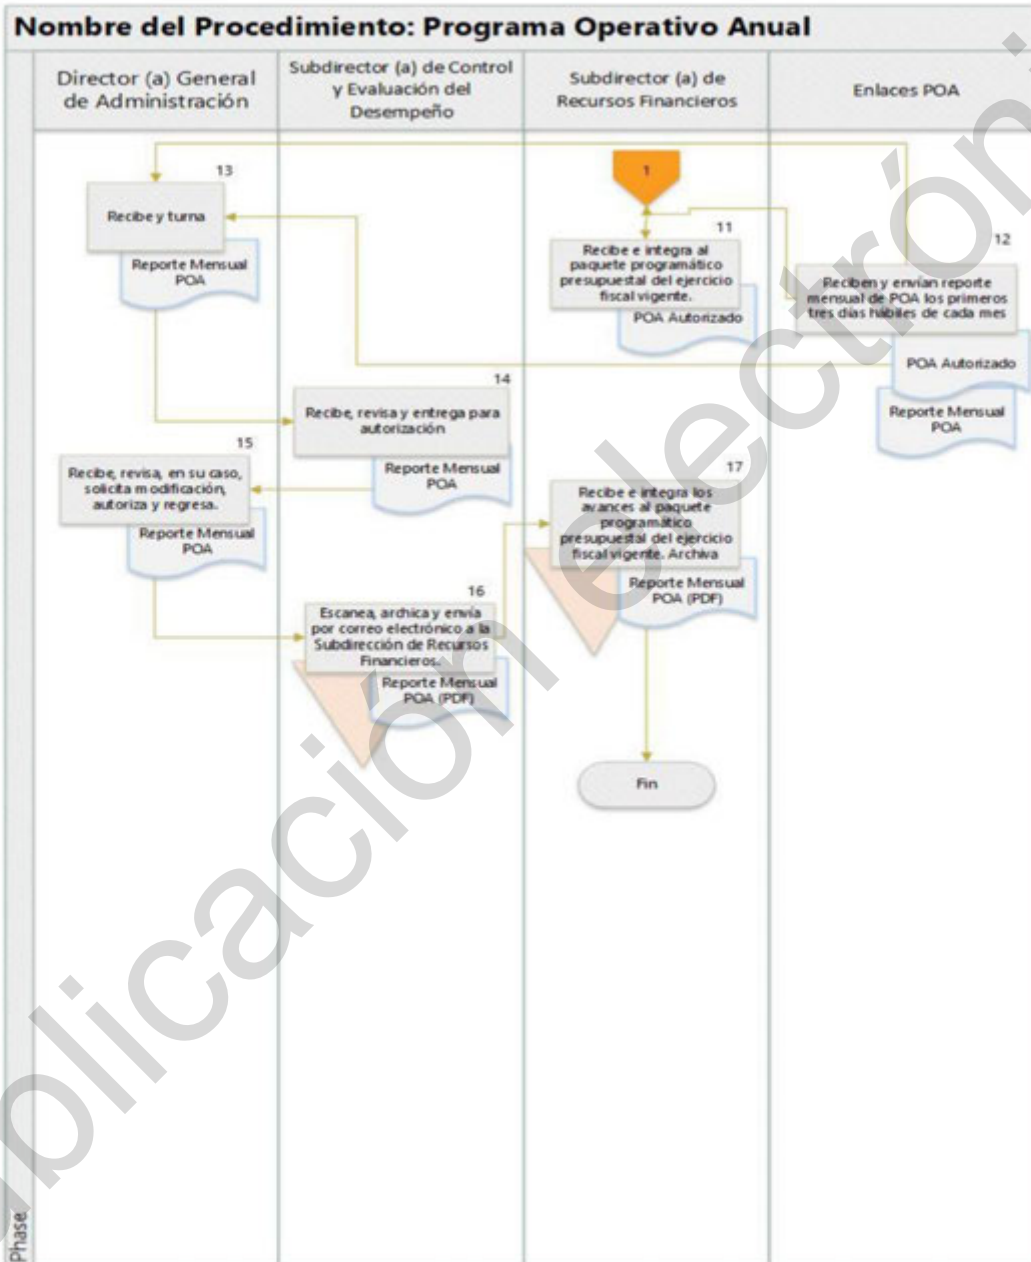 Nombre del Procedimiento: Programa Operativo Anual
Director (a) General
de Administración
Subdirector (a) de Control
y Evaluación del
Desempeño
Subdirector (a) de
Recursos Financieros
Enlaces POA
13
Recibe y turna
Reporte Mensual
POA
1
11
Recibe e integra al
paquete programático
presupuestal del ejercicio
fiscal vigente.
POA Autorizado
12
Reciben y envían reporte
mensual de POA los primeros
tres días hábiles de cada mes
POA Autorizado
Reporte Mensual
POA
14
Recibe, revisa y entrega para
autorización
Reporte Mensual
POA
15
Recibe, revisa, en su caso,
solicita modificación,
autoriza y regresa.
Reporte Mensual
POA
16
Escanea, archica y envía
por correo electrónico a la
Subdirección de Recursos
Financieros.
Reporte Mensual
POA (PDF)
17
Recibe e integra los
avances al paquete
programático
presupuestal del ejercicio
fiscal vigente. Archiva
Reporte Mensual
POA (PDF)
Fin
Phase
ublicación electróni